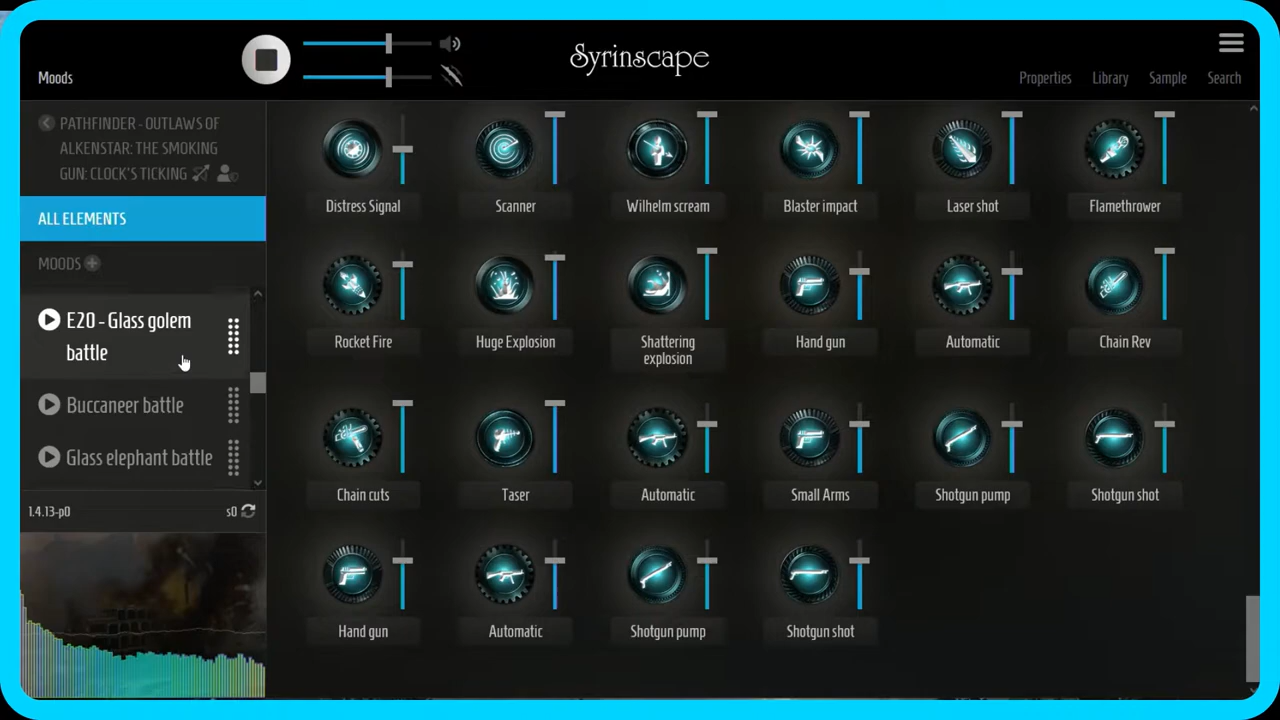 Syrinscape
Moods
Properties Library Sample Search
PATHFINDER - OUTLAWS OF
ALKENSTAR: THE SMOKING
GUN: CLOCK'S TICKING
ALL ELEMENTS
MOODS
E20 - Glass golem
battle
Buccaneer battle
Glass elephant battle
1.4.13-p0 s0
Distress Signal Scanner Wilhelm scream Blaster impact Laser shot Flamethrower
Rocket Fire Huge Explosion Shattering
explosion Hand gun Automatic Chain Rev
Chain cuts Taser Automatic Small Arms Shotgun pump Shotgun shot
Hand gun Automatic Shotgun pump Shotgun shot